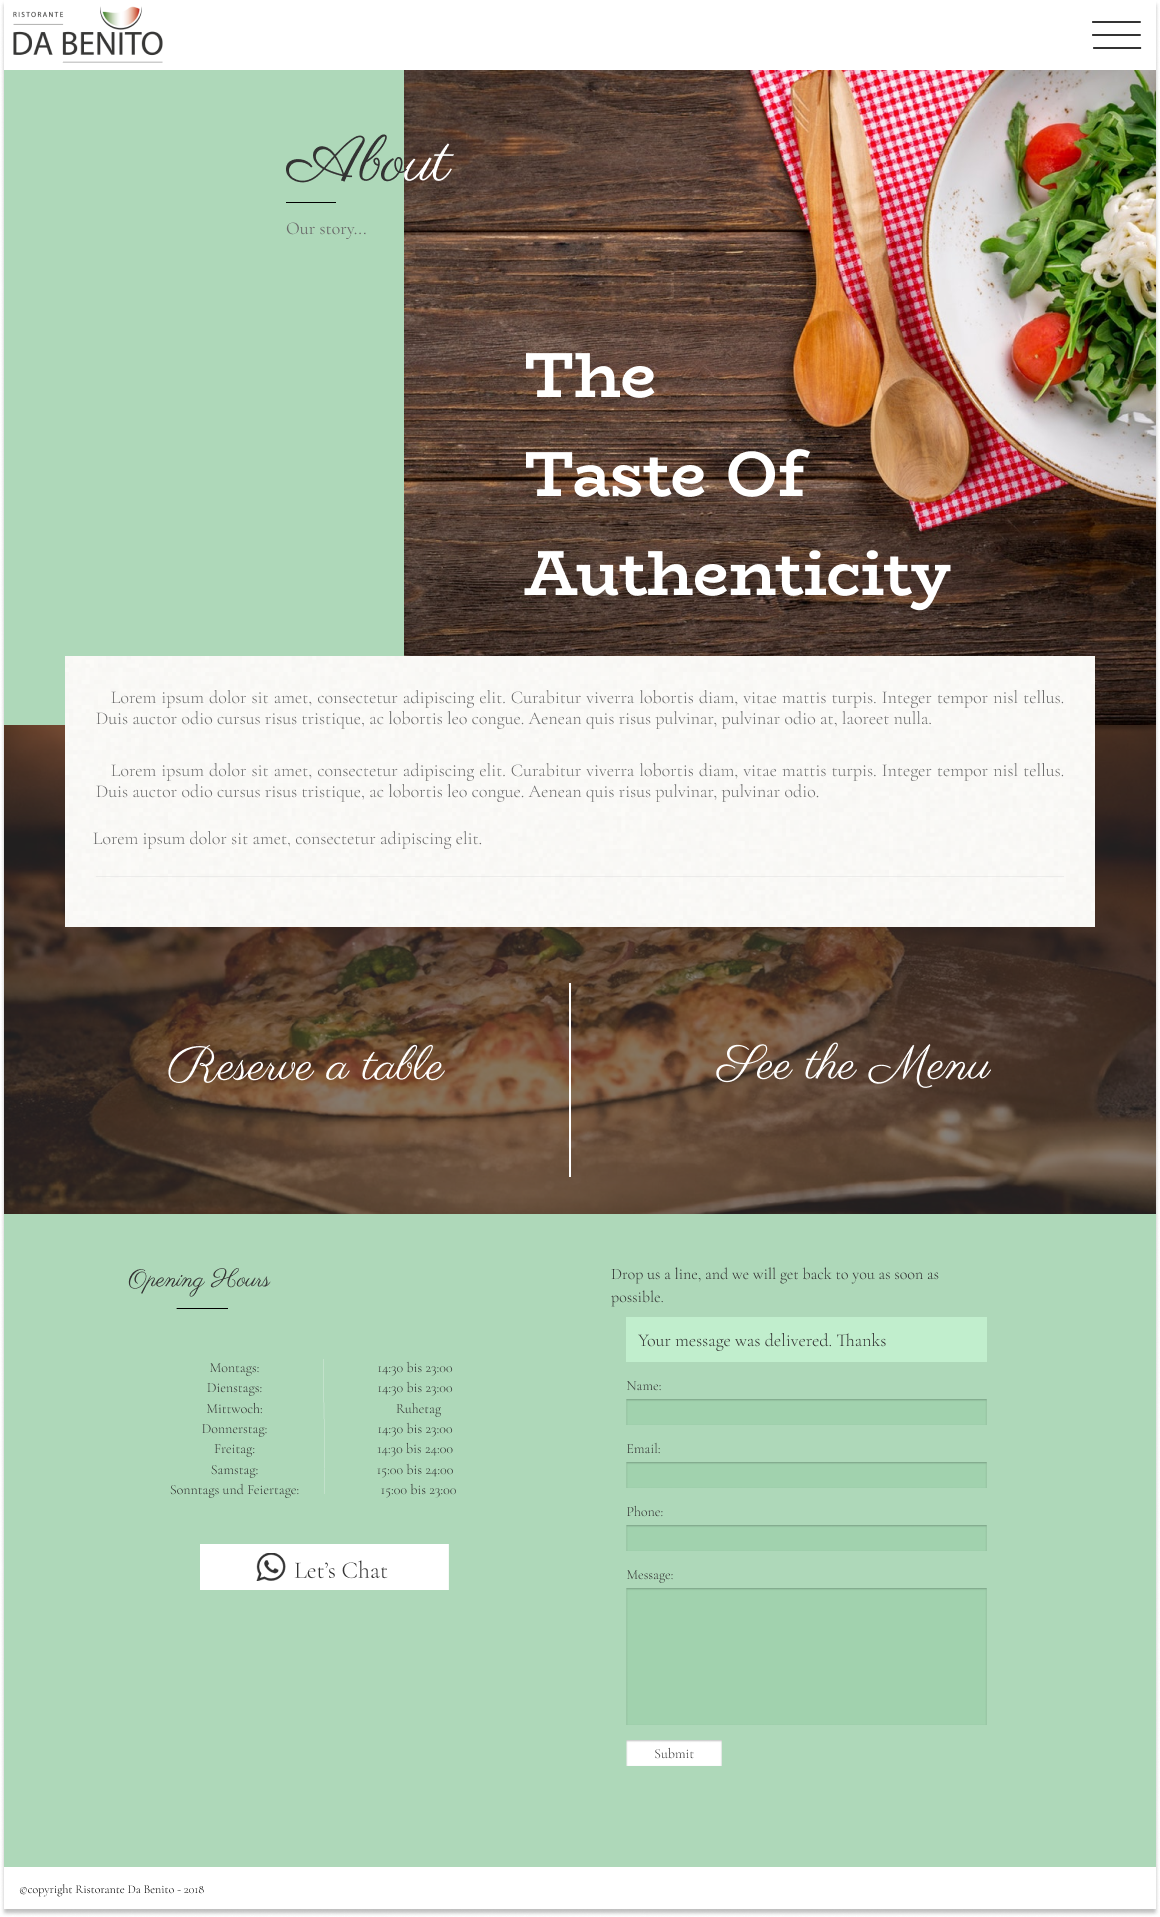 RISTORANTE
DA BENITO
About
Our story...
The
Taste Of
Authenticity
Lorem ipsum dolor sit amet, consectetur adipiscing elit. Curabitur viverra lobortis diam, vitae mattis turpis. Integer tempor nisl tellus.
Duis auctor odio cursus risus tristique, ac lobortis leo congue. Aenean quis risus pulvinar, pulvinar odio at, laoreet nulla.
Lorem ipsum dolor sit amet, consectetur adipiscing elit. Curabitur viverra lobortis diam, vitae mattis turpis. Integer tempor nisl tellus.
Duis auctor odio cursus risus tristique, ac lobortis leo congue. Aenean quis risus pulvinar, pulvinar odio.
Lorem ipsum dolor sit amet, consectetur adipiscing elit.
Reserve a table
See the Menu
Opening Hours
Montags: 14:30 bis 23:00
Dienstags: 14:30 bis 23:00
Mittwoch: Ruhetag
Donnerstag: 14:30 bis 23:00
Freitag: 14:30 bis 24:00
Samstag: 15:00 bis 24:00
Sonntags und Feiertage: 15:00 bis 23:00
Let's Chat
Drop us a line, and we will get back to you as soon as
possible.
Your message was delivered. Thanks
Name:
Email:
Phone:
Message:
Submit
©copyright Ristorante Da Benito - 2018